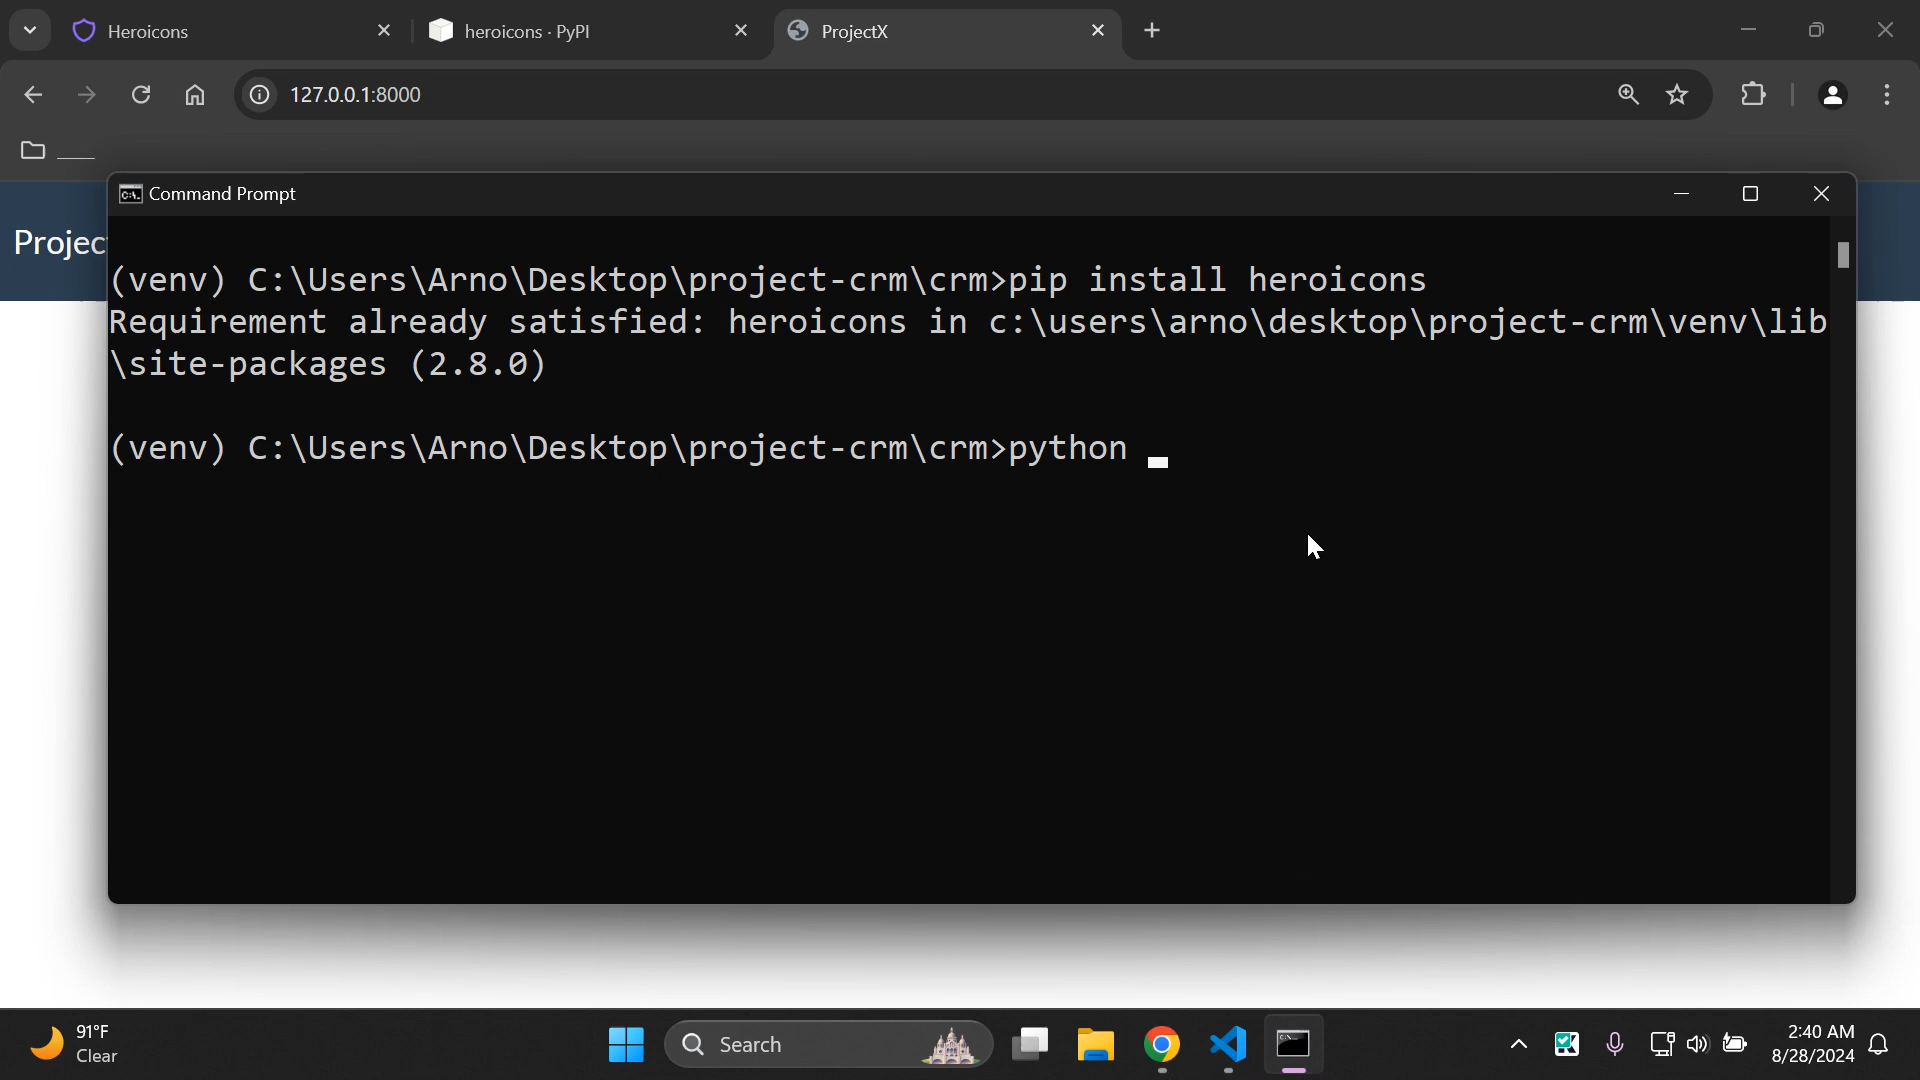 Heroicons
heroicons · PyPI
ProjectX
127.0.0.1:8000
Command Prompt
Projec
(venv) C:\Users\Arno\Desktop\project-crm\crm>pip install heroicons
Requirement already satisfied: heroicons in c:\users\arno\desktop\project-crm\venv\lib
\site-packages (2.8.0)
(venv) C:\Users\Arno\Desktop\project-crm\crm>python
91°F
Clear
Search
2:40 AM
8/28/2024